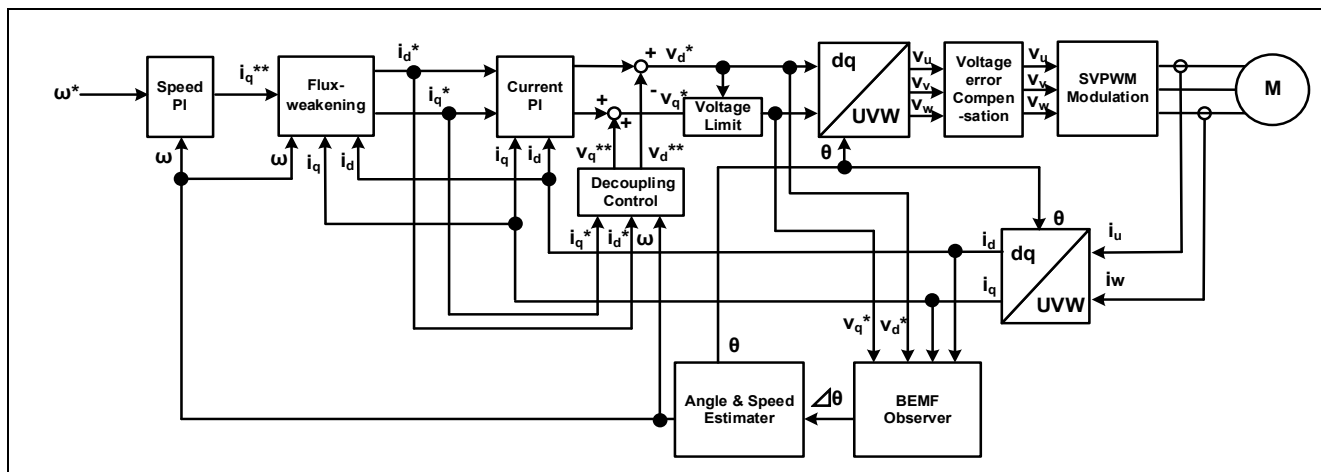 ω*
Speed
PI
ω
i_q**
Flux-
weakening
ω
i_q
i_d
i_d*
i_q*
Current
PI
i_q
i_d
+
+
+
-
v_d*
v_q*
v_q**
v_d**
Decoupling
Control
i_q*
i_d*
ω
Voltage
Limit
dq
UVW
θ
v_u
v_v
v_w
Voltage
error
Compen
-sation
v_u
v_v
v_w
SVPWM
Modulation
M
θ
i_u
i_w
dq
UVW
i_d
i_q
v_q*
v_d*
BEMF
Observer
⊿θ
θ
Angle & Speed
Estimater